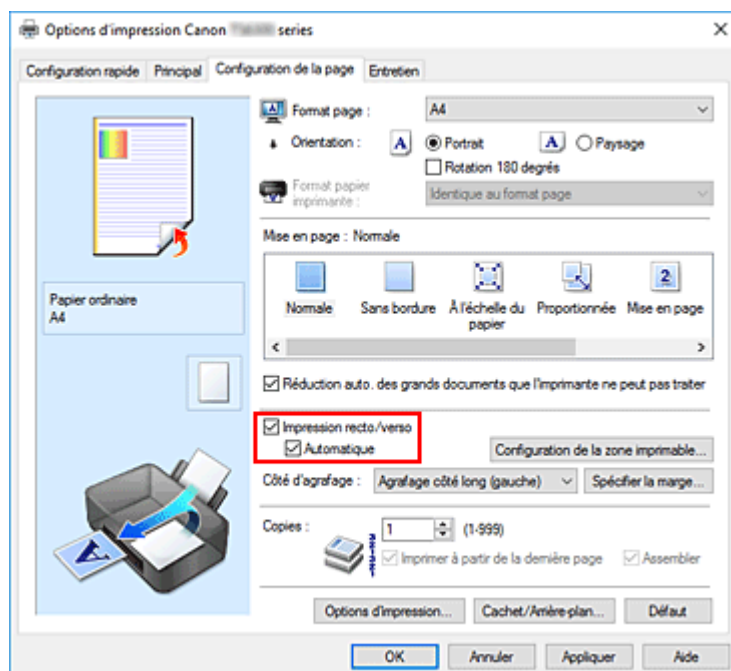 Options d'impression Canon series
Configuration rapide Principal Configuration de la page Entretien
Format page : A4
Orientation : A Portrait A Paysage
Rotation 180 degrés
Format papier imprimante : Identique au format page
Mise en page : Normale
2
Normale Sans bordure À l'échelle du papier Proportionnée Mise en page
Papier ordinaire
A4
Réduction auto. des grands documents que l'imprimante ne peut pas traiter
Impression recto/verso
Automatique Configuration de la zone imprimable...
Côté d'agrafage : Agrafage côté long (gauche) Spécifier la marge...
Copies : 1 (1-999)
Imprimer à partir de la dernière page Assembler
A
Options d'impression... Cachet/Arrière-plan... Défaut
OK Annuler Appliquer Aide